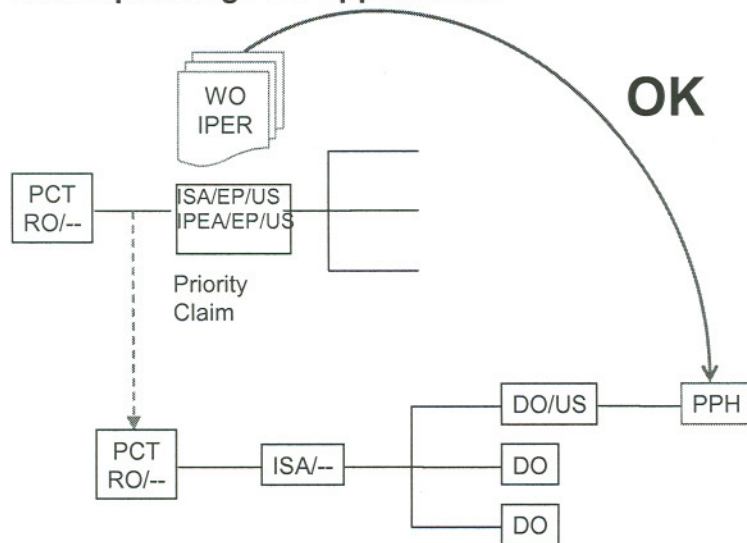 WO
IPER
OK
PCT
RO/--
ISA/EP/US
IPEA/EP/US
Priority
Claim
DO/US
PPH
PCT
RO/--
ISA/--
DO
DO